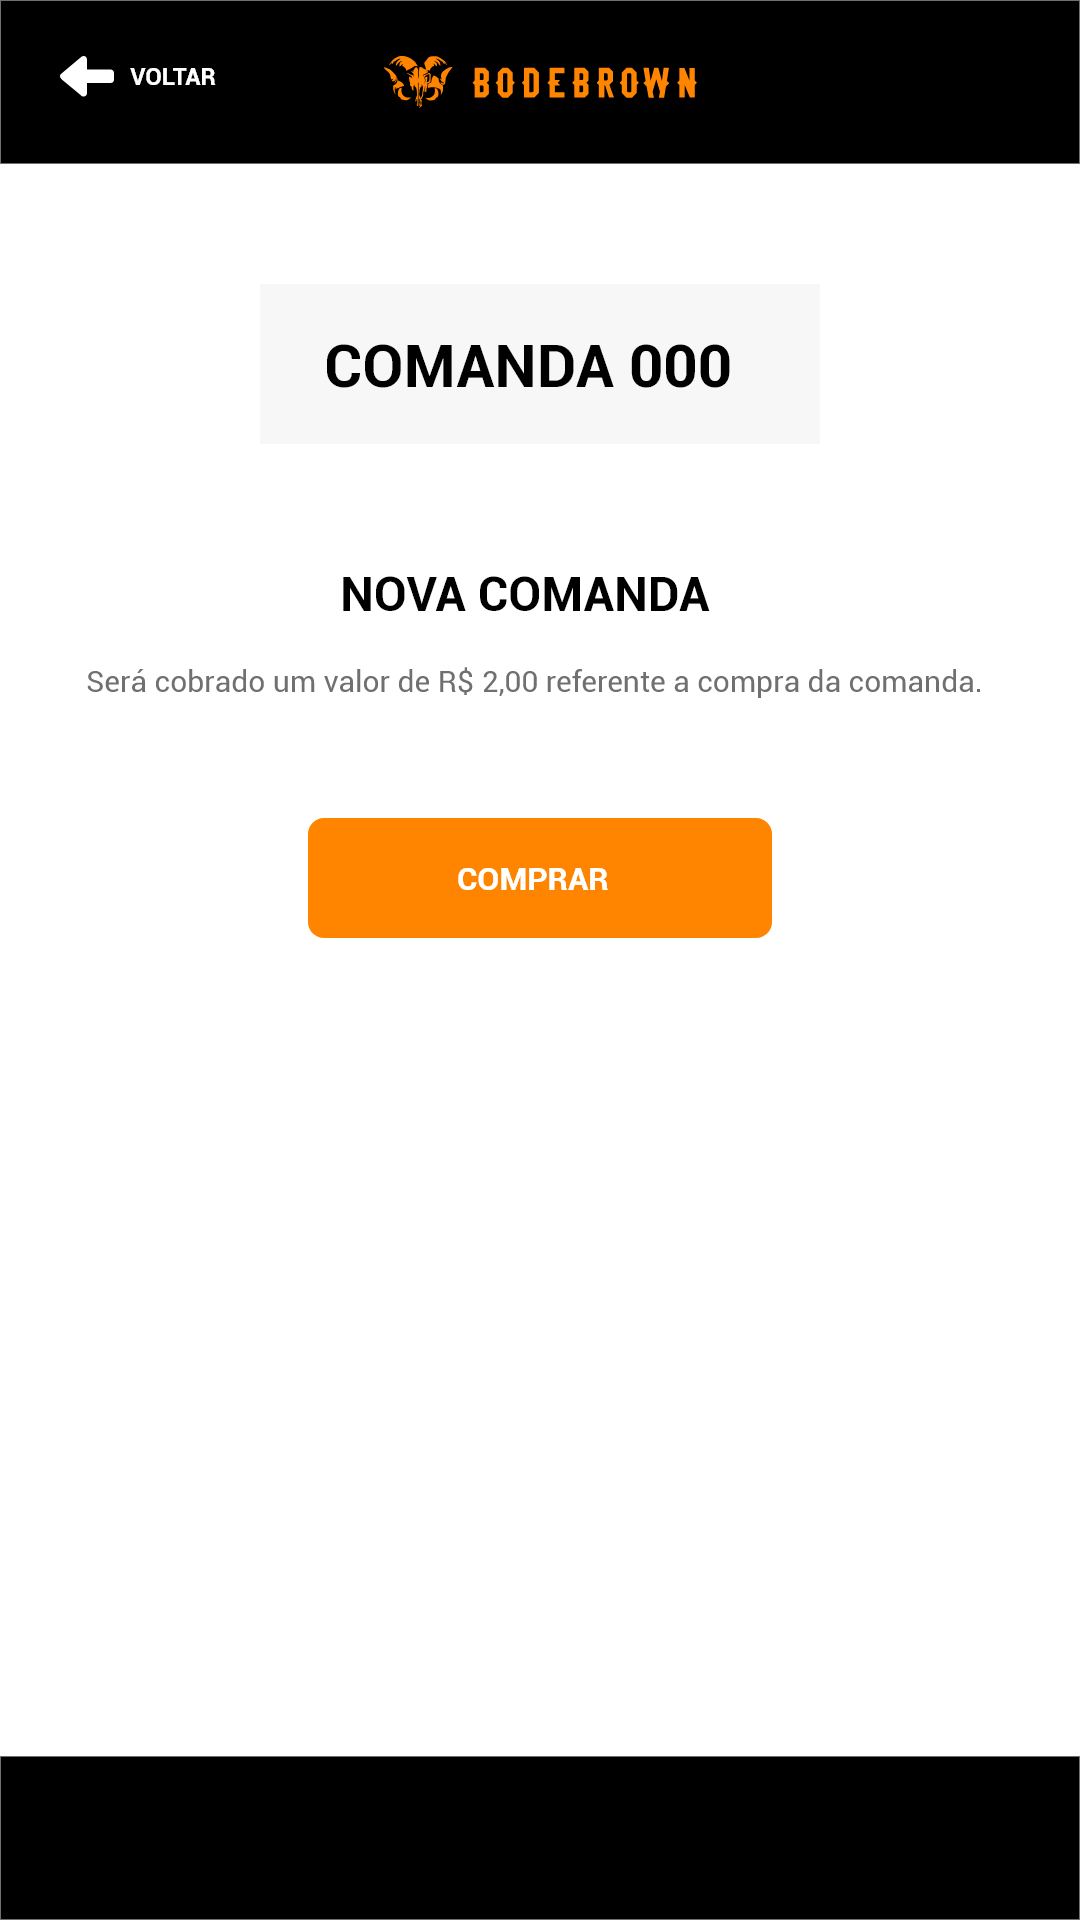 VOLTAR
BODEBROWN
COMANDA 000
NOVA COMANDA
Será cobrado um valor de R$ 2,00 referente a compra da comanda.
COMPRAR